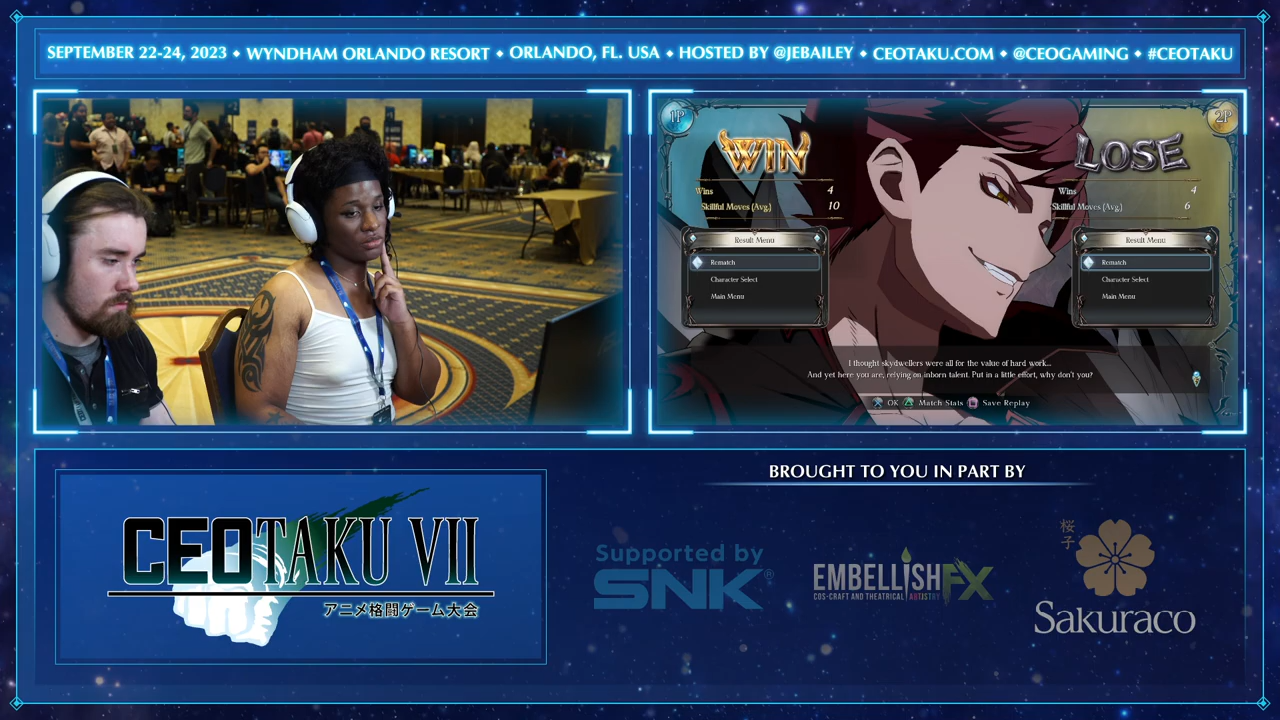 SEPTEMBER 22-24, 2023 ◆ WYNDHAM ORLANDO RESORT ◆ ORLANDO, FL. USA ◆ HOSTED BY @JEBAILEY ◆ CEOTAKU.COM ◆ @CEOGAMING ◆ #CEOTAKU
1P
WIN
Wins 4
Skillful Moves (Avg.) 10
Result Menu
Rematch
Character Select
Main Menu
2P
LOSE
Wins 4
Skillful Moves (Avg.) 6
Result Menu
Rematch
Character Select
Main Menu
I thought skydwellers were all for the value of hard work...
And yet here you are, relying on inborn talent. Put in a little effort, why don't you?
OK Match Stats Save Replay
CEOTAKU VII
アニメ格闘ゲーム大会
BROUGHT TO YOU IN PART BY
Supported by
SNK®
EMBELLISHFX
COS-CRAFT AND THEATRICAL ARTISTRY
桜子
Sakuraco